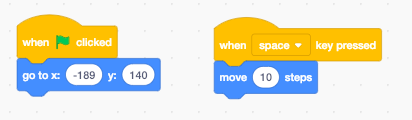 when clicked
go to x: -189 y: 140
when space key pressed
move 10 steps